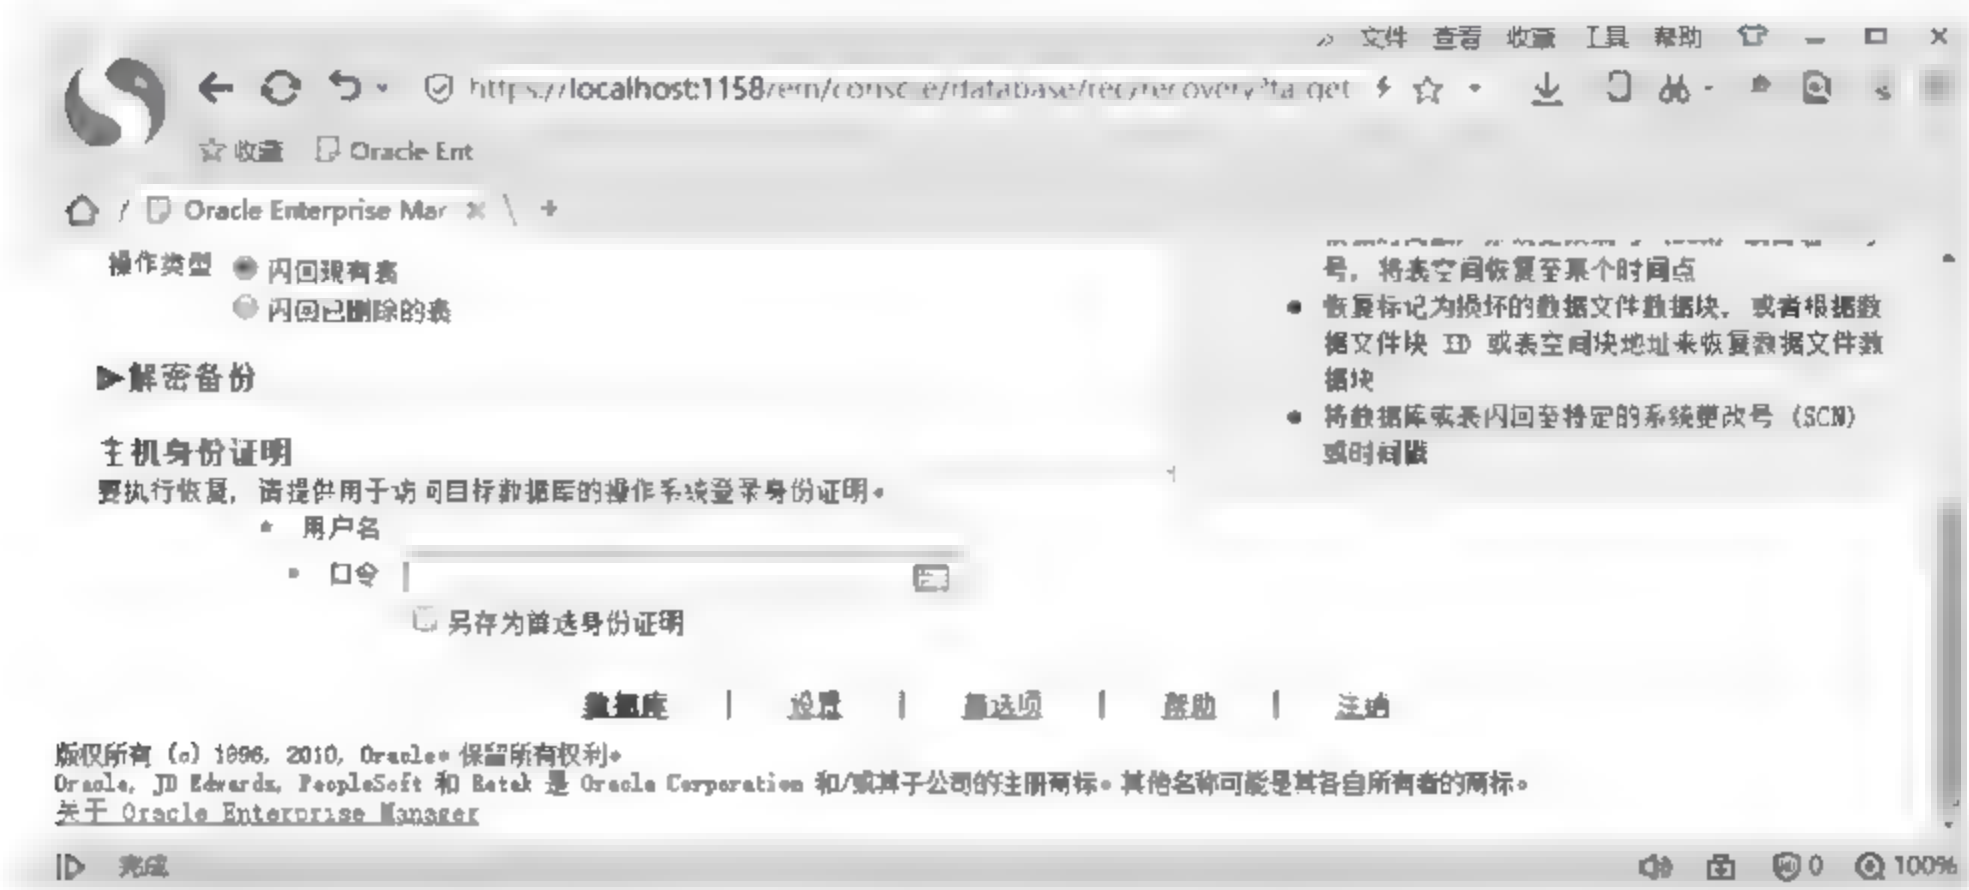 文件 查看 收藏 工具 帮助
https://localhost:1158/em/console/database/rec/recovery?target
收藏 Oracle Ent
Oracle Enterprise Mar
操作类型 闪回现有表
闪回已删除的表
解密备份
主机身份证明
要执行恢复, 请提供用于访问目标数据库的操作系统登录身份证明。
* 用户名
* 口令
另存为首选身份证明
号, 将表空间恢复至某个时间点
恢复标记为损坏的数据文件数据块, 或者根据数
据文件块 ID 或表空间块地址来恢复数据文件数
据块
将数据库或表闪回至特定的系统更改号 (SCN)
或时间戳
数据库 | 设置 | 首选项 | 帮助 | 注销
版权所有 (c) 1996, 2010, Oracle。保留所有权利。
Oracle, JD Edwards, PeopleSoft 和 Retek 是 Oracle Corporation 和/或其子公司的注册商标。其他名称可能是其各自所有者的商标。
关于 Oracle Enterprise Manager
完成
0 100%